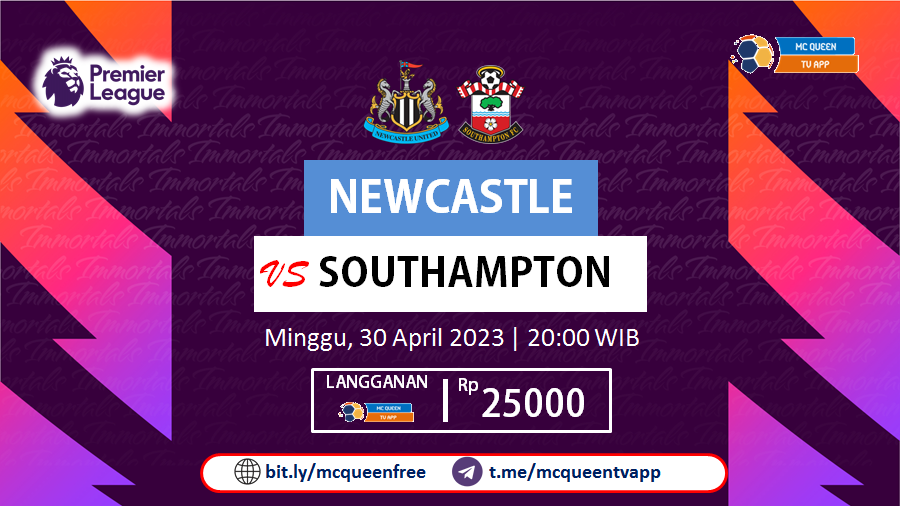 Premier
League
MC QUEEN
TV APP
NEWCASTLE UNITED
SOUTHAMPTON FC
NEWCASTLE
VS SOUTHAMPTON
Minggu, 30 April 2023 | 20:00 WIB
LANGGANAN
MC QUEEN
TV APP
Rp 25000
bit.ly/mcqueenfree
t.me/mcqueentvapp
Immortals